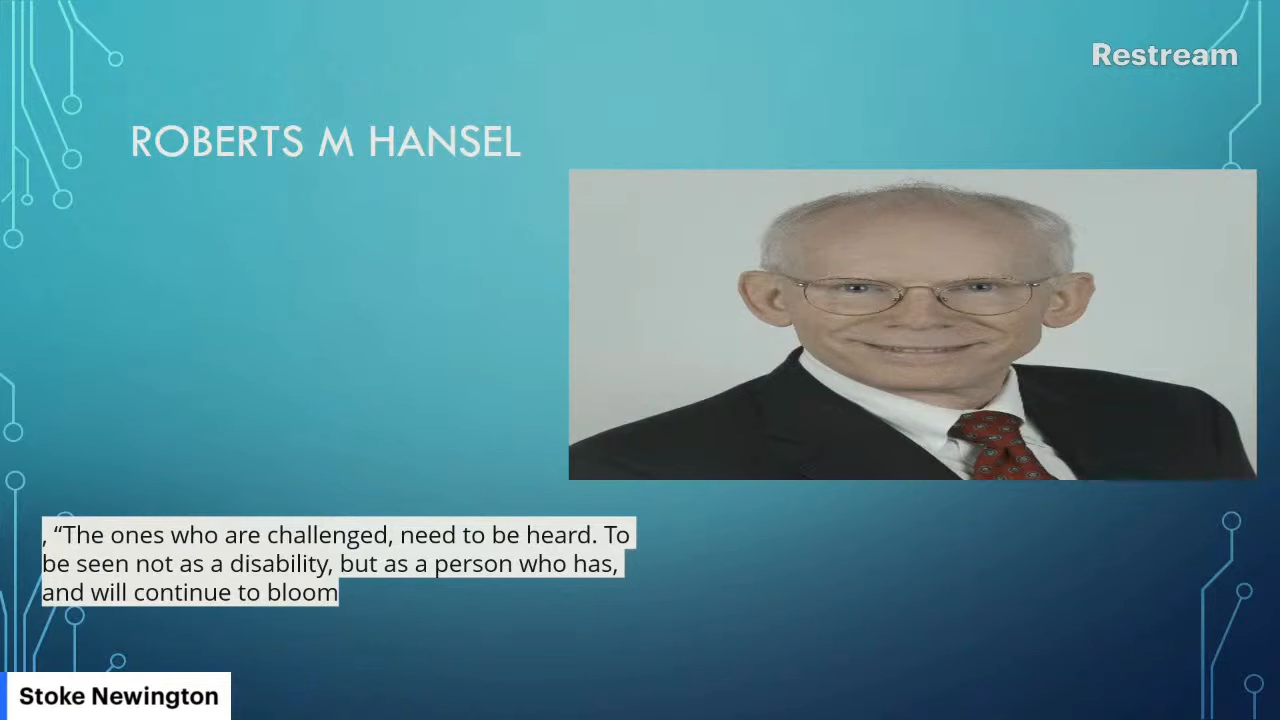 Restream
ROBERTS M HANSEL
, “The ones who are challenged, need to be heard. To
be seen not as a disability, but as a person who has,
and will continue to bloom
Stoke Newington